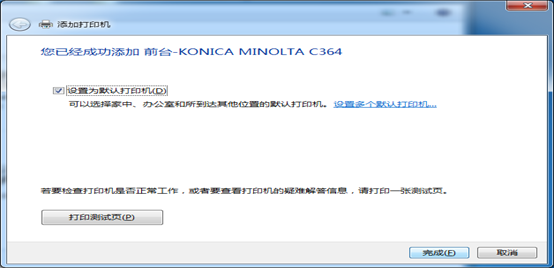 添加打印机
您已经成功添加 前台-KONICA MINOLTA C364
设置为默认打印机(D)
可以选择家中、办公室和所到达其他位置的默认打印机。设置多个默认打印机...
若要检查打印机是否正常工作，或者要查看打印机的疑难解答信息，请打印一张测试页。
打印测试页(P)
完成(F) 取消